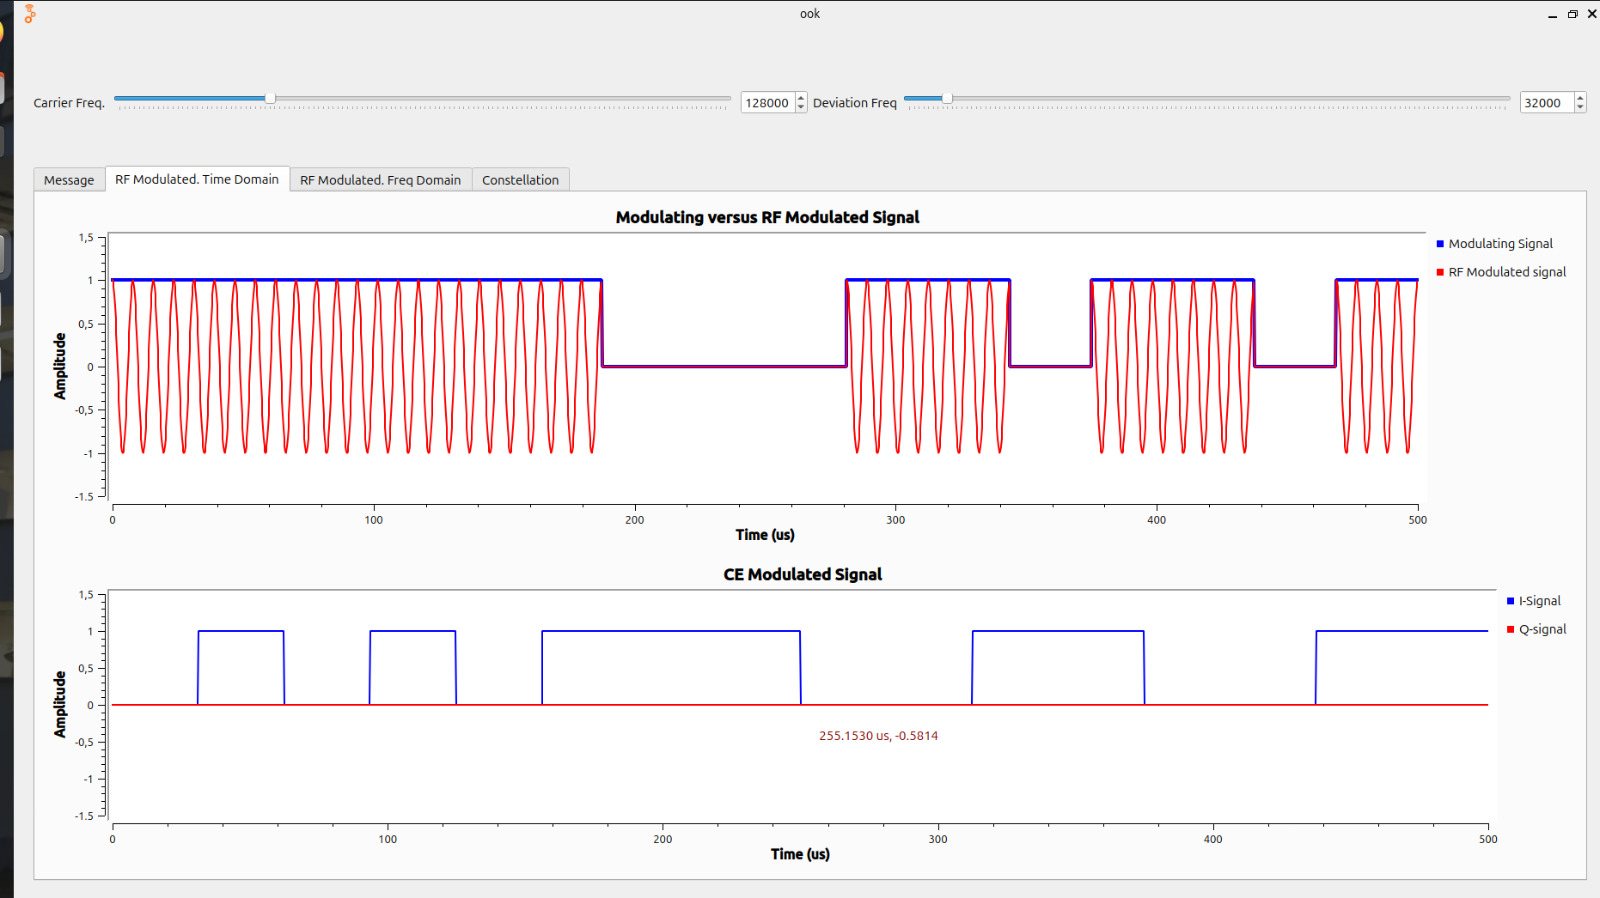 ook
Carrier Freq. 128000 Deviation Freq 32000
Message RF Modulated. Time Domain RF Modulated. Freq Domain Constellation
Modulating versus RF Modulated Signal
1,5
1
0,5
0
-0,5
-1
-1.5
Amplitude
0 100 200 300 400 500
Time (us)
Modulating Signal
RF Modulated signal
CE Modulated Signal
1,5
1
0,5
0
-0,5
-1
-1.5
Amplitude
255.1530 us, -0.5814
0 100 200 300 400 500
Time (us)
I-Signal
Q-signal